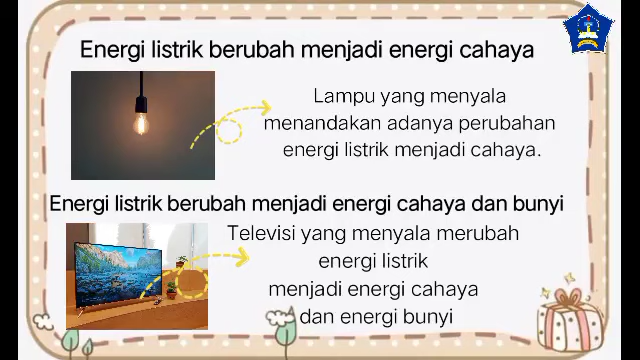 Energi listrik berubah menjadi energi cahaya
Lampu yang menyala
menandakan adanya perubahan
energi listrik menjadi cahaya.
Energi listrik berubah menjadi energi cahaya dan bunyi
Televisi yang menyala merubah
energi listrik
menjadi energi cahaya
dan energi bunyi